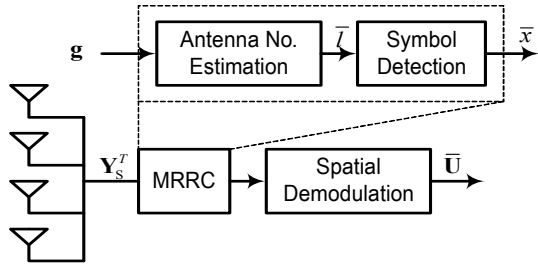 g
Antenna No.
Estimation
l̅
Symbol
Detection
x̅
Y_S^T
MRRC
Spatial
Demodulation
U̅